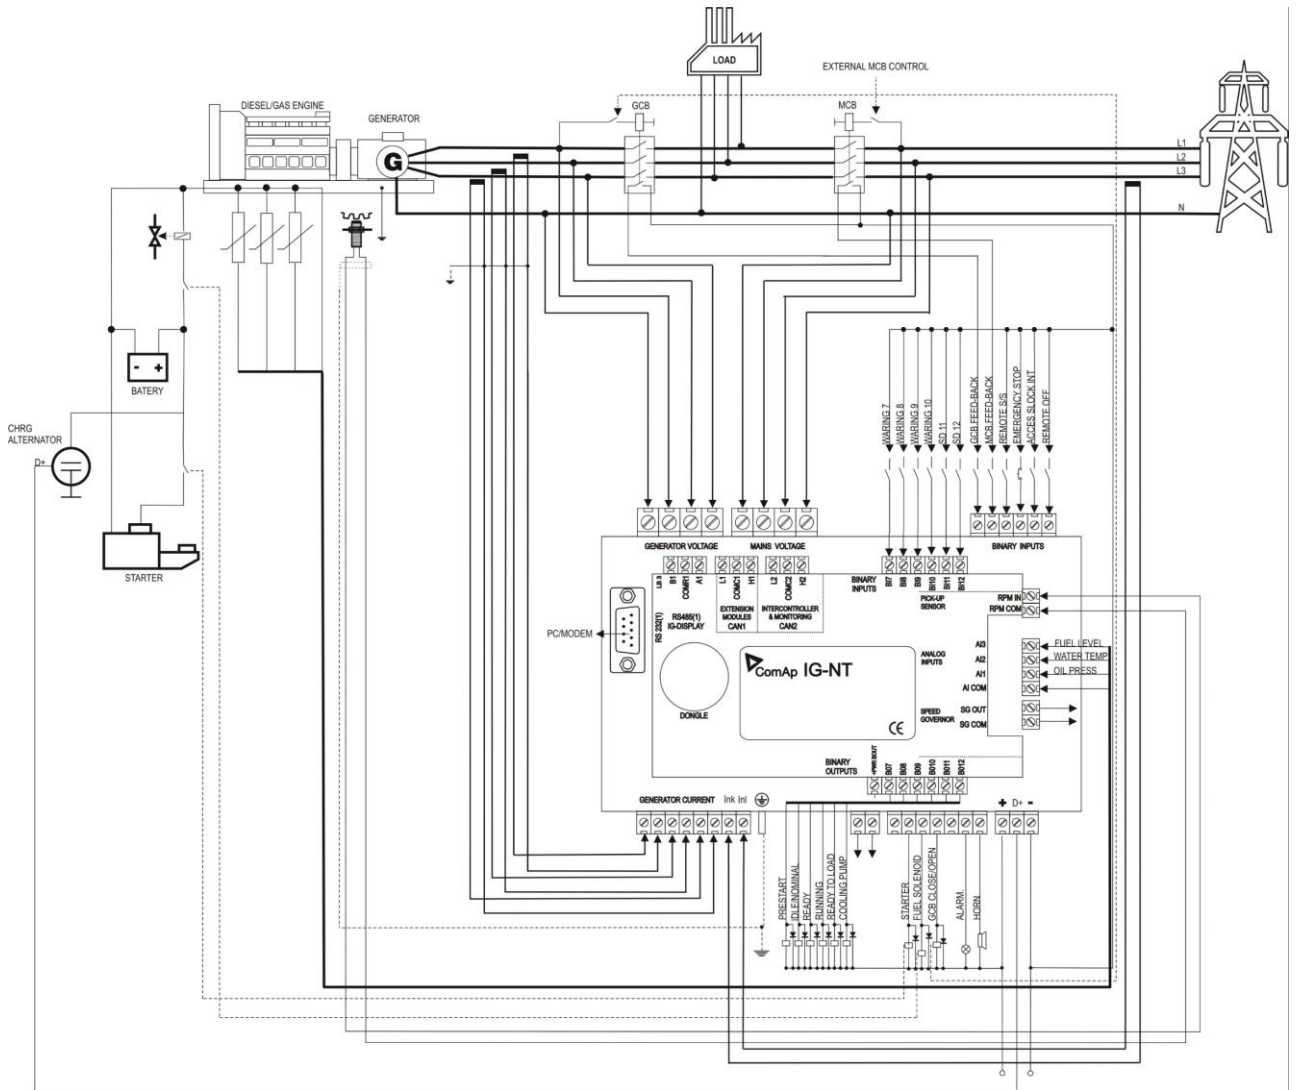 LOAD
EXTERNAL MCB CONTROL
DIESEL/GAS ENGINE
GENERATOR
GCB
MCB
G
L1
L2
L3
N
- +
BATERY
CHRG
ALTERNATOR
D+
STARTER
WARING 7
WARING 8
WARING 9
WARING 10
SD 11
SD 12
GCB FEED-BACK
MCB FEED-BACK
REMOTE S/S
EMERGENCY STOP
ACCES SLOCK INT
REMOTE OFF
GENERATOR VOLTAGE
MAINS VOLTAGE
BINARY INPUTS
B1
COMR1
A1
L1
COMC1
H1
L2
COMC2
H2
BINARY
INPUTS
BI7
BI8
BI9
BI10
BI11
BI12
RS 232(1)
RS485(1)
IG-DISPLAY
EXTENSION
MODULES
CAN1
INTERCONTROLLER
& MONITORING
CAN2
PICK-UP
SENSOR
RPM IN
RPM COM
PC/MODEM
ComAp IG-NT
CE
DONGLE
ANALOG
INPUTS
AI3
AI2
AI1
AI COM
FUEL LEVEL
WATER TEMP
OIL PRESS
SPEED
GOVERNOR
SG OUT
SG COM
BINARY
OUTPUTS
+PWR BOUT
BO7
BO8
BO9
BO10
BO11
BO12
GENERATOR CURRENT
Ink
Inl
+ D+ -
PRESTART
IDLE/NOMINAL
READY
RUNNING
READY TO LOAD
COOLING PUMP
STARTER
FUEL SOLENOID
GCB CLOSE/OPEN
ALARM.
HORN